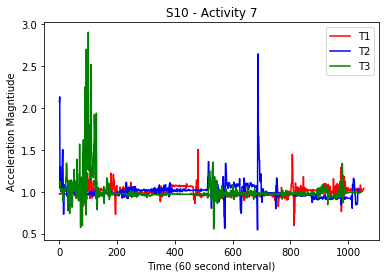 S10 - Activity 7
T1
T2
T3
3.0
2.5
2.0
1.5
1.0
0.5
Acceleration Magntiude
0 200 400 600 800 1000
Time (60 second interval)